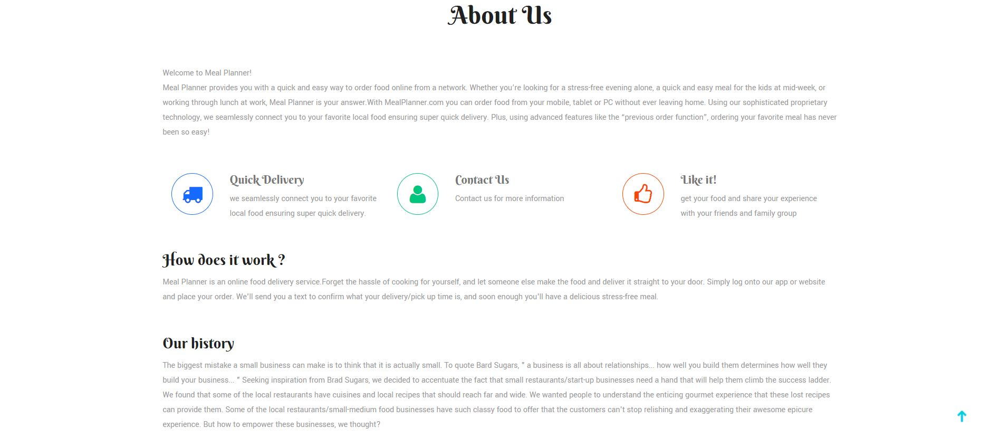 About Us
Welcome to Meal Planner!
Meal Planner provides you with a quick and easy way to order food online from a network. Whether you’re looking for a stress-free evening alone, a quick and easy meal for the kids at mid-week, or
working through lunch at work, Meal Planner is your answer.With MealPlanner.com you can order food from your mobile, tablet or PC without ever leaving home. Using our sophisticated proprietary
technology, we seamlessly connect you to your favorite local food ensuring super quick delivery. Plus, using advanced features like the “previous order function”, ordering your favorite meal has never
been so easy!
Quick Delivery
we seamlessly connect you to your favorite
local food ensuring super quick delivery.
Contact Us
Contact us for more information
Like it!
get your food and share your experience
with your friends and family group
How does it work ?
Meal Planner is an online food delivery service.Forget the hassle of cooking for yourself, and let someone else make the food and deliver it straight to your door. Simply log onto our app or website
and place your order. We’ll send you a text to confirm what your delivery/pick up time is, and soon enough you’ll have a delicious stress-free meal.
Our history
The biggest mistake a small business can make is to think that it is actually small. To quote Bard Sugars, " a business is all about relationships... how well you build them determines how well they
build your business... " Seeking inspiration from Brad Sugars, we decided to accentuate the fact that small restaurants/start-up businesses need a hand that will help them climb the success ladder.
We found that some of the local restaurants have cuisines and local recipes that should reach far and wide. We wanted people to understand the enticing gourmet experience that these lost recipes
can provide them. Some of the local restaurants/small-medium food businesses have such classy food to offer that the customers can't stop relishing and exaggerating their awesome epicure
experience. But how to empower these businesses, we thought?